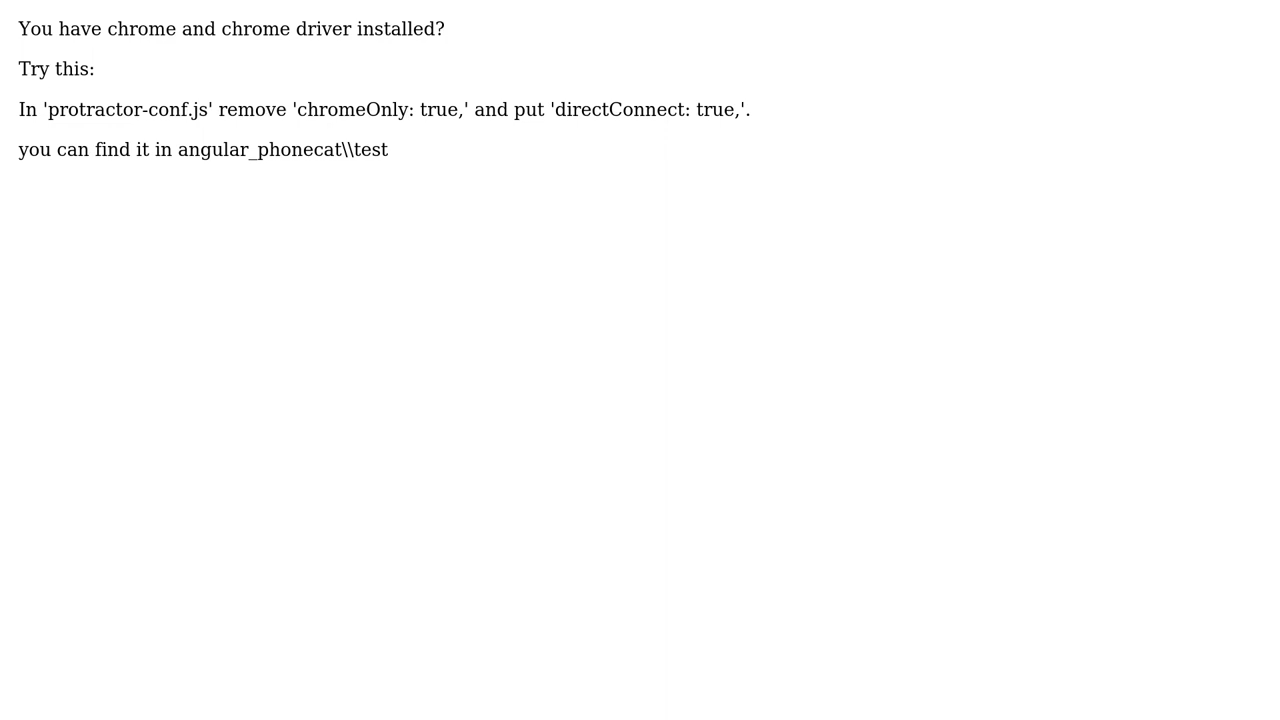 You have chrome and chrome driver installed?
Try this:
In 'protractor-conf.js' remove 'chromeOnly: true,' and put 'directConnect: true,'.
you can find it in angular_phonecat\\test